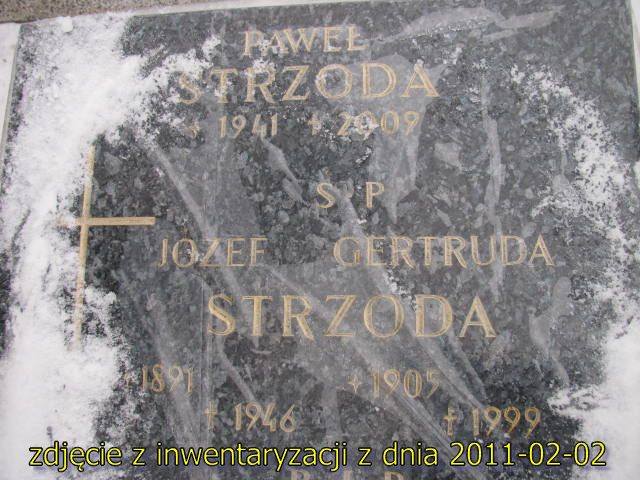 PAWEŁ
STRZODA
* 1941 † 2009
Ś P
JÓZEF GERTRUDA
STRZODA
* 1891 * 1905
† 1946 † 1999
R I P
zdjęcie z inwentaryzacji z dnia 2011-02-02